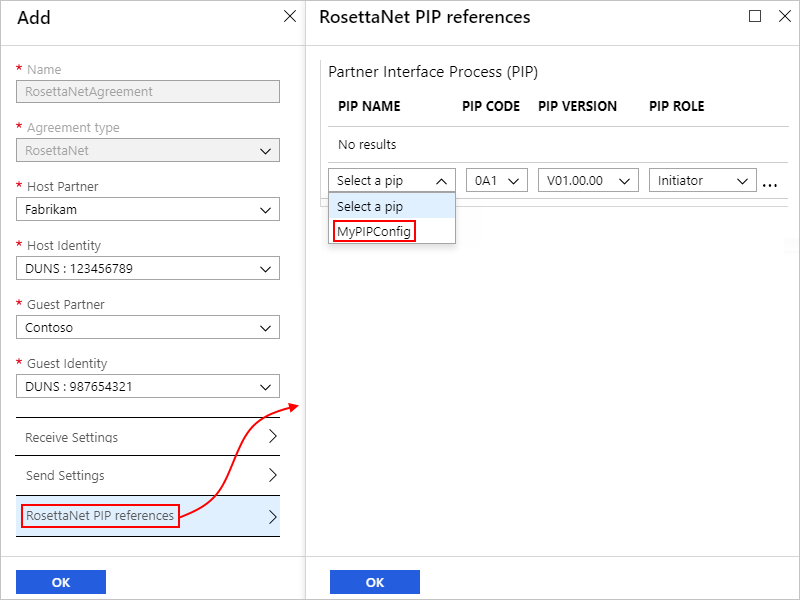 Add
* Name
RosettaNetAgreement
* Agreement type
RosettaNet
* Host Partner
Fabrikam
* Host Identity
DUNS : 123456789
* Guest Partner
Contoso
* Guest Identity
DUNS : 987654321
Receive Settings
Send Settings
RosettaNet PIP references
OK
RosettaNet PIP references
Partner Interface Process (PIP)
PIP NAME PIP CODE PIP VERSION PIP ROLE
No results
Select a pip 0A1 V01.00.00 Initiator ...
Select a pip
MyPIPConfig
OK